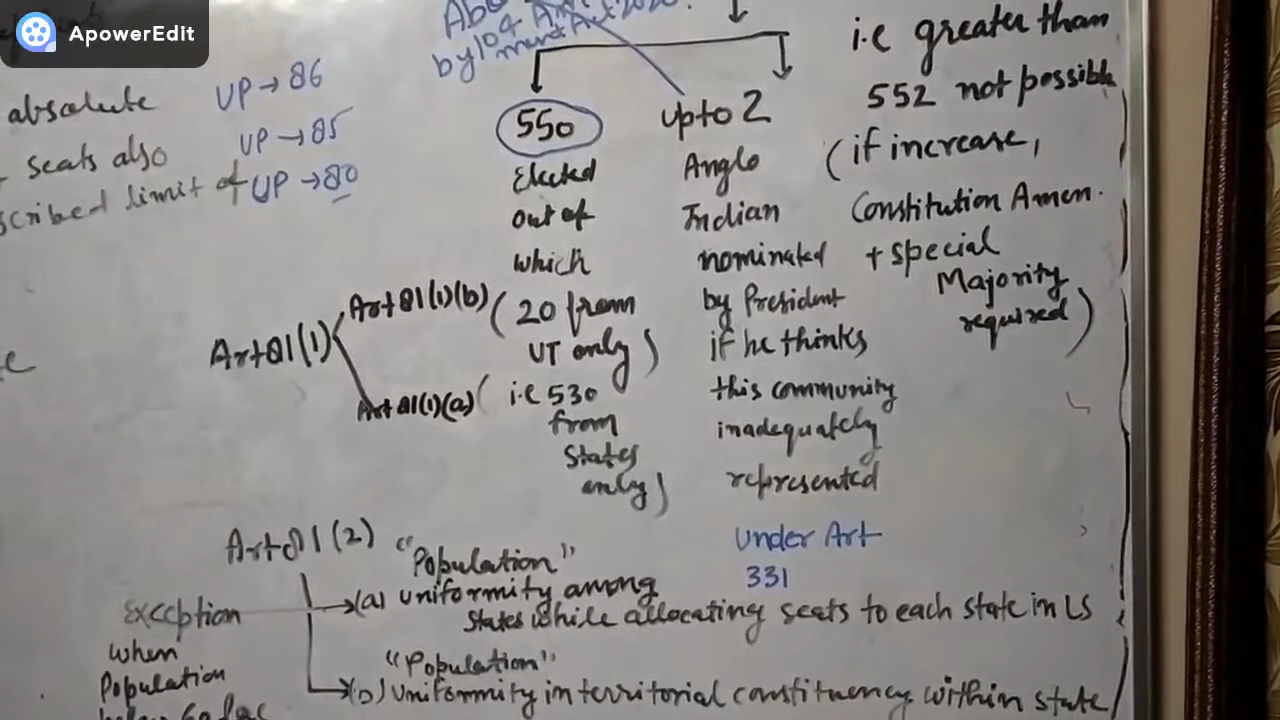 ApowerEdit
by 104
absolute
seats also
scribed limit of
UP → 86
UP → 85
UP → 80
550
Elected
out of
which
(20 from
UT only)
(i.e 530
from
States
only)
upto 2
Anglo
Indian
nominated
by President
if he thinks
this community
inadequately
represented
under Art
331
i.e greater than
552 not possible
(if increase,
Constitution Amen.
+ special
Majority
required)
Art 81(1)
Art 81(1)(b)
Art 81(1)(a)
Art 81(2)
"Population"
(a) uniformity among
States while allocating seats to each state in LS
"Population"
(b) Uniformity in territorial constituency within state
Exception
when
Population